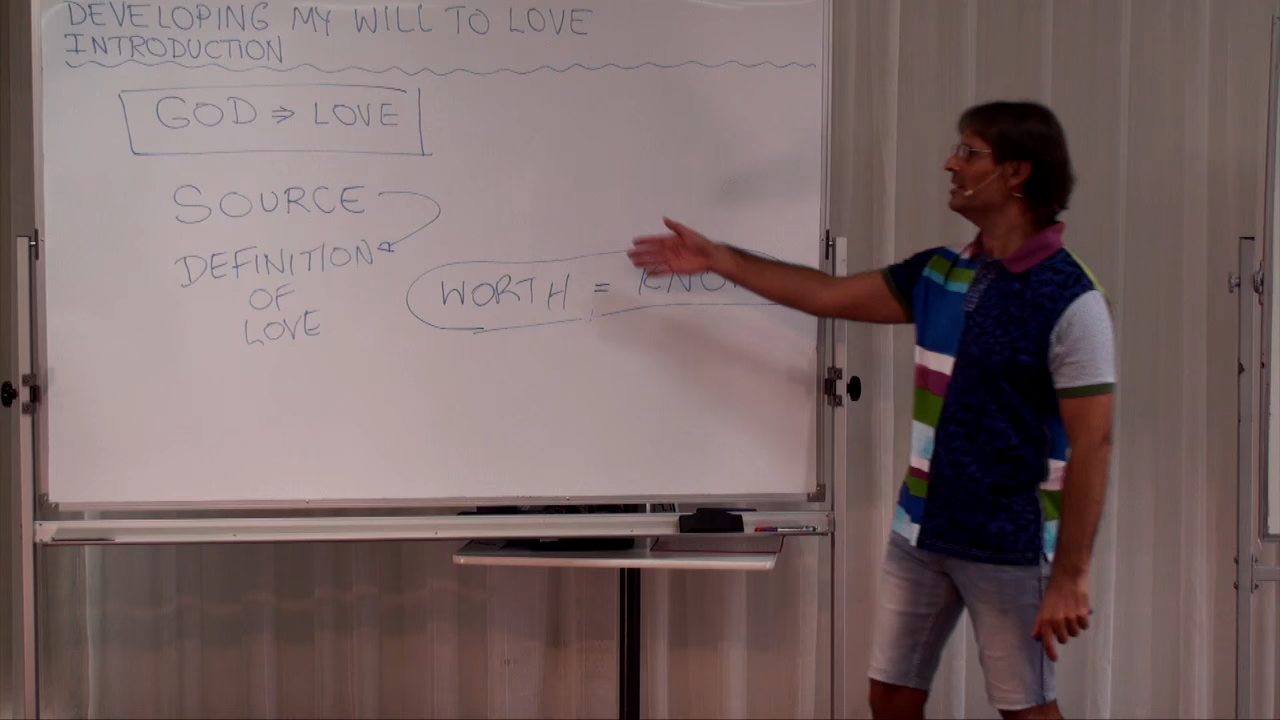 DEVELOPING MY WILL TO LOVE
INTRODUCTION
GOD ⇒ LOVE
SOURCE
DEFINITION
OF
LOVE
WORTH =